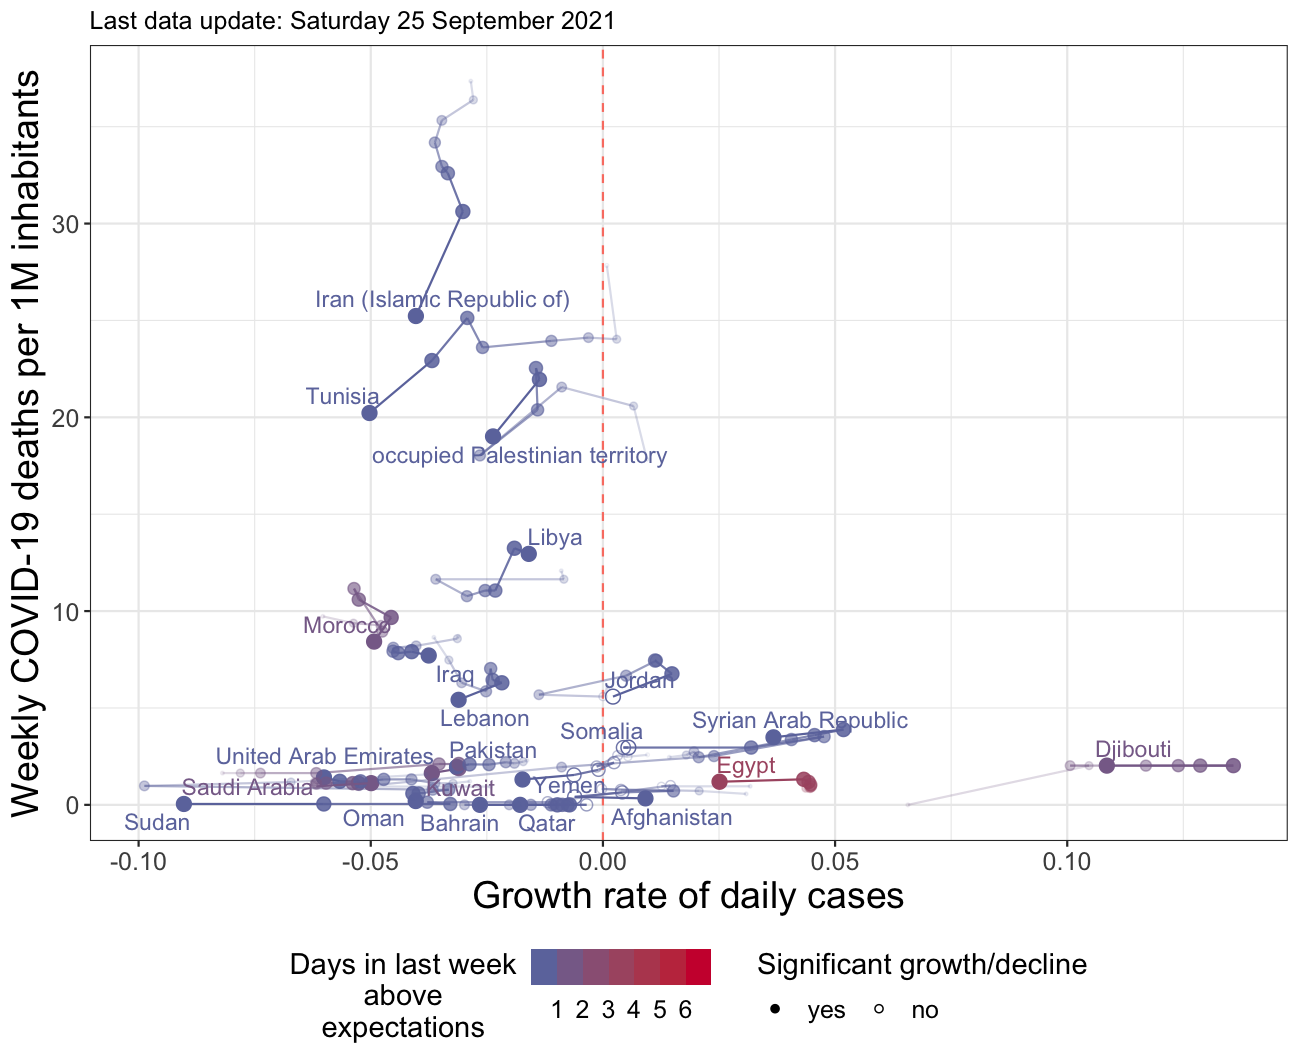 Last data update: Saturday 25 September 2021
Weekly COVID-19 deaths per 1M inhabitants
30
20
10
0
Iran (Islamic Republic of)
Tunisia
occupied Palestinian territory
Libya
Morocco
Iraq
Jordan
Lebanon
Syrian Arab Republic
Somalia
Djibouti
United Arab Emirates
Pakistan
Egypt
Saudi Arabia
Kuwait
Yemen
Sudan
Oman
Bahrain
Qatar
Afghanistan
-0.10
-0.05
0.00
0.05
0.10
Growth rate of daily cases
Days in last week
above
expectations
1 2 3 4 5 6
Significant growth/decline
yes
no